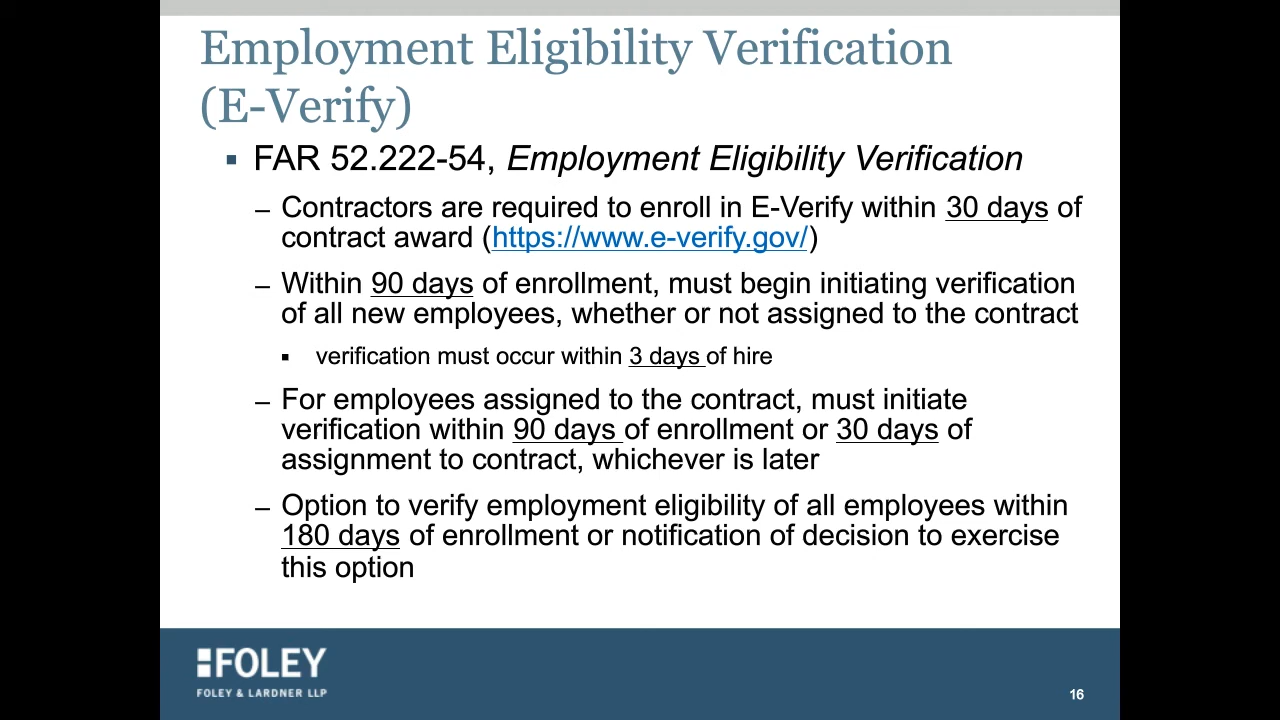 Employment Eligibility Verification
(E-Verify)
▪ FAR 52.222-54, Employment Eligibility Verification
– Contractors are required to enroll in E-Verify within 30 days of
contract award (https://www.e-verify.gov/)
– Within 90 days of enrollment, must begin initiating verification
of all new employees, whether or not assigned to the contract
▪ verification must occur within 3 days of hire
– For employees assigned to the contract, must initiate
verification within 90 days of enrollment or 30 days of
assignment to contract, whichever is later
– Option to verify employment eligibility of all employees within
180 days of enrollment or notification of decision to exercise
this option
FOLEY
FOLEY & LARDNER LLP
16